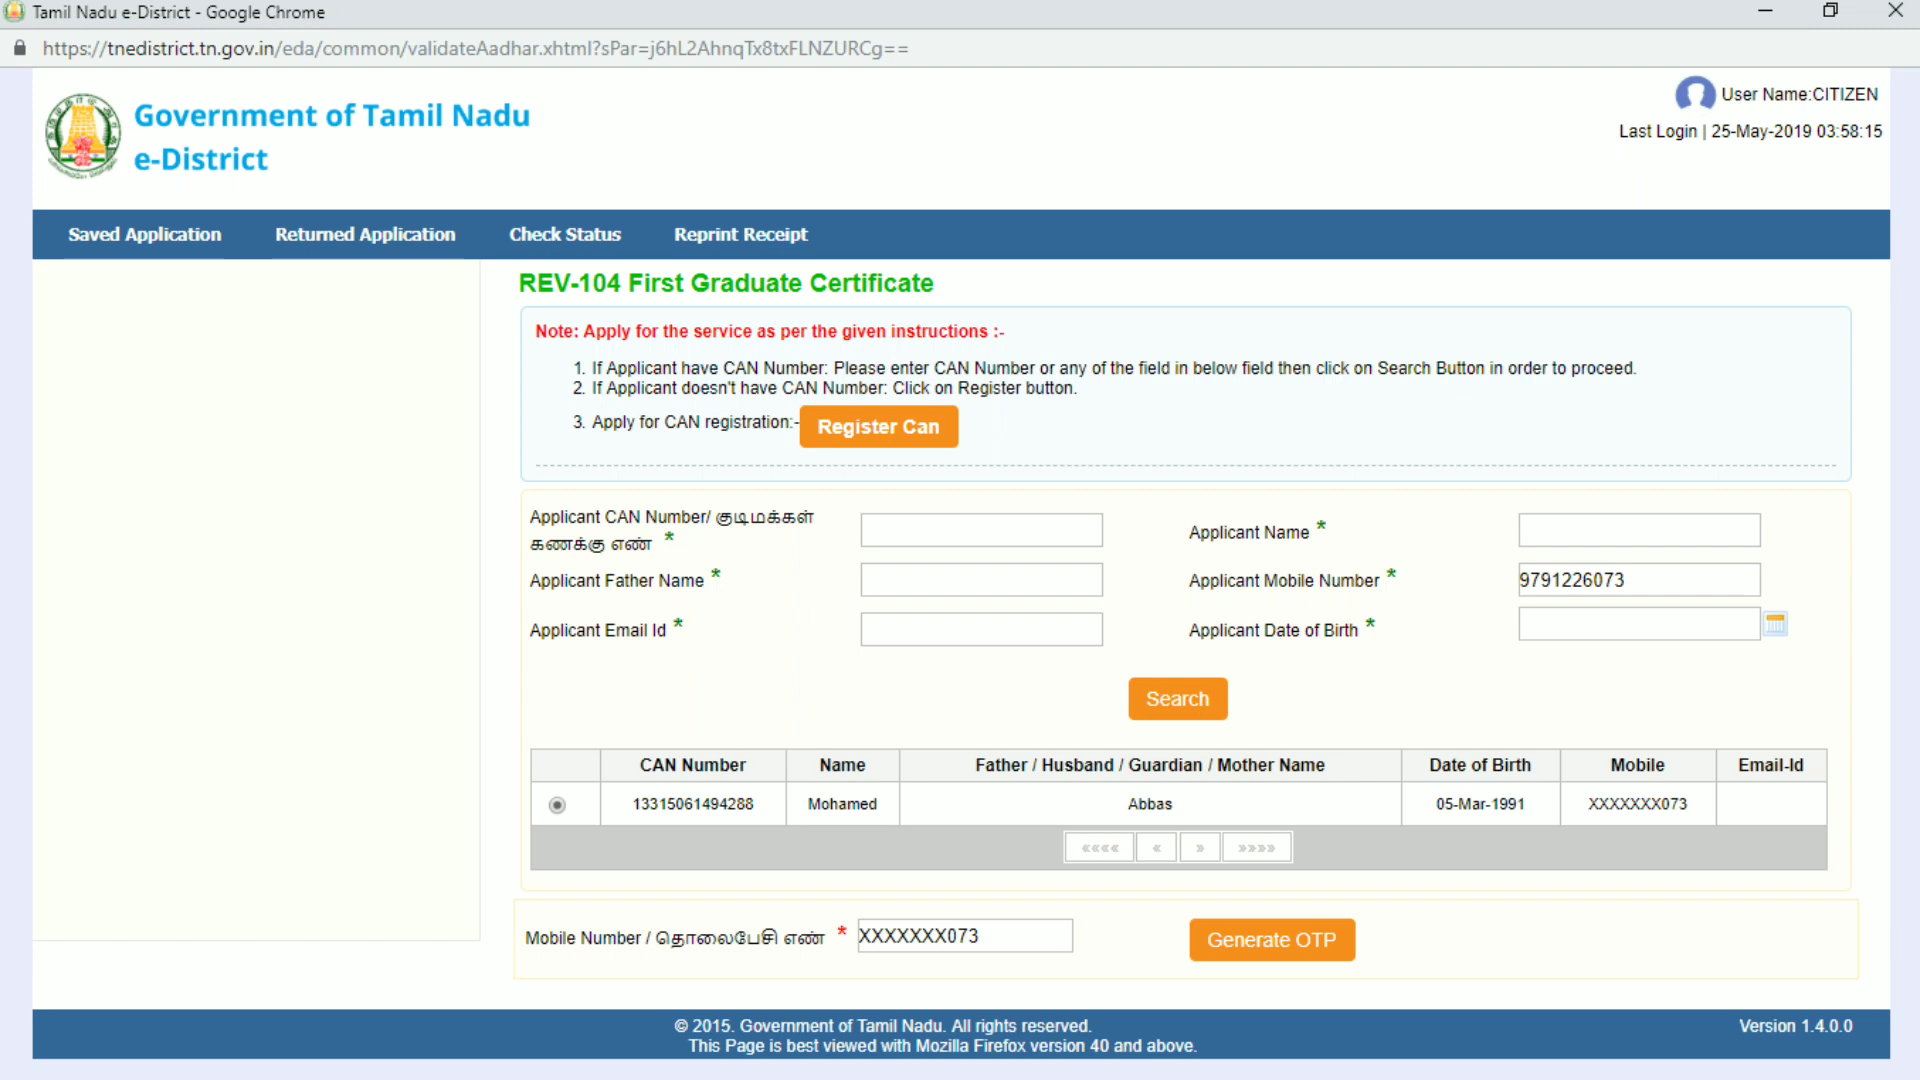 Tamil Nadu e-District - Google Chrome
https://tnedistrict.tn.gov.in/eda/common/validateAadhar.xhtml?sPar=j6hL2AhnqTx8txFLNZURCg==
Government of Tamil Nadu
e-District
User Name:CITIZEN
Last Login | 25-May-2019 03:58:15
Saved Application Returned Application Check Status Reprint Receipt
REV-104 First Graduate Certificate
Note: Apply for the service as per the given instructions :-
1. If Applicant have CAN Number: Please enter CAN Number or any of the field in below field then click on Search Button in order to proceed.
2. If Applicant doesn't have CAN Number: Click on Register button.
3. Apply for CAN registration:- Register Can
Applicant CAN Number/ குடிமக்கள்
கணக்கு எண் * Applicant Name *
Applicant Father Name * Applicant Mobile Number * 9791226073
Applicant Email Id * Applicant Date of Birth *
Search
CAN Number Name Father / Husband / Guardian / Mother Name Date of Birth Mobile Email-Id
13315061494288 Mohamed Abbas 05-Mar-1991 XXXXXXX073
«««« « » »»»»
Mobile Number / தொலைபேசி எண் * XXXXXXX073 Generate OTP
© 2015. Government of Tamil Nadu. All rights reserved. Version 1.4.0.0
This Page is best viewed with Mozilla Firefox version 40 and above.